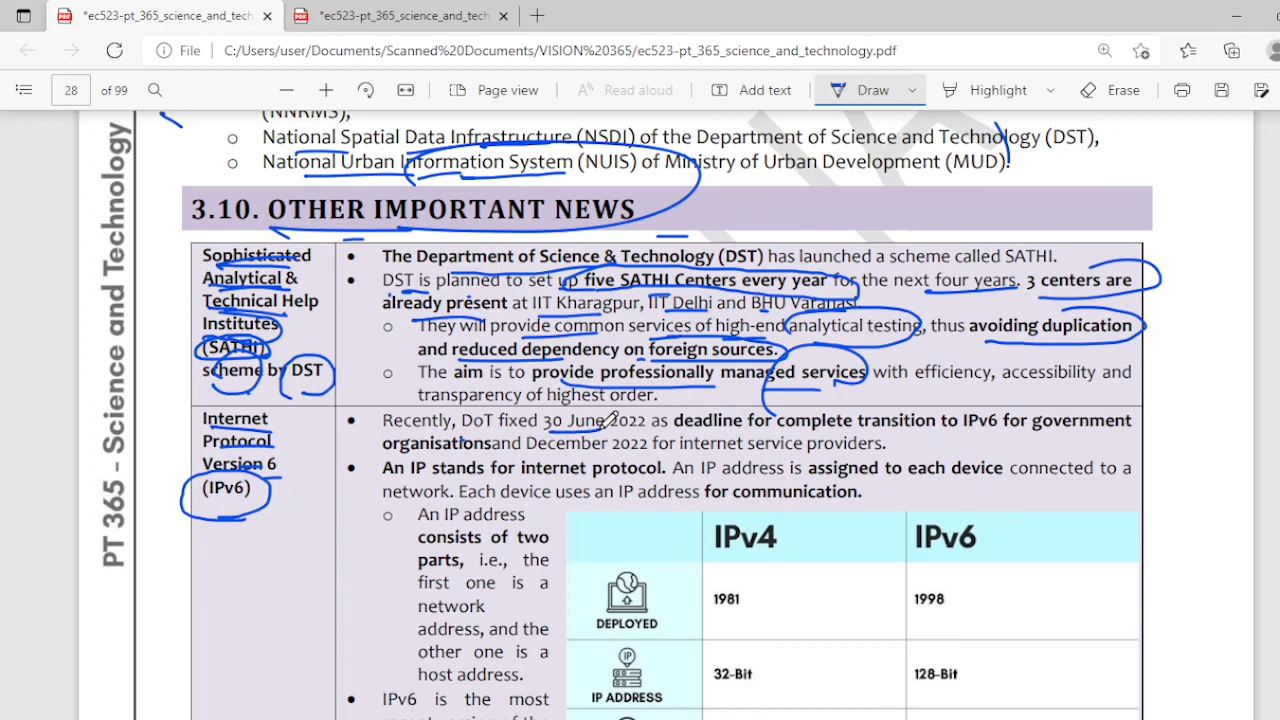 *ec523-pt_365_science_and_tech
*ec523-pt_365_science_and_tech
File
C:/Users/user/Documents/Scanned%20Documents/VISION%20365/ec523-pt_365_science_and_technology.pdf
28 of 99
Page view
Read aloud
Add text
Draw
Highlight
Erase
PT 365 - Science and Technology
(NNRMS),
o National Spatial Data Infrastructure (NSDI) of the Department of Science and Technology (DST),
o National Urban Information System (NUIS) of Ministry of Urban Development (MUD).
3.10. OTHER IMPORTANT NEWS
Sophisticated
Analytical &
Technical Help
Institutes
(SATHI)
scheme by DST
• The Department of Science & Technology (DST) has launched a scheme called SATHI.
• DST is planned to set up five SATHI Centers every year for the next four years. 3 centers are
already present at IIT Kharagpur, IIT Delhi and BHU Varanasi.
o They will provide common services of high-end analytical testing, thus avoiding duplication
and reduced dependency on foreign sources.
o The aim is to provide professionally managed services with efficiency, accessibility and
transparency of highest order.
Internet
Protocol
Version 6
(IPv6)
• Recently, DoT fixed 30 June 2022 as deadline for complete transition to IPv6 for government
organisationsand December 2022 for internet service providers.
• An IP stands for internet protocol. An IP address is assigned to each device connected to a
network. Each device uses an IP address for communication.
o An IP address
consists of two
parts, i.e., the
first one is a
network
address, and the
other one is a
host address.
• IPv6 is the most
IPv4 IPv6
DEPLOYED 1981 1998
IP
IP ADDRESS 32-Bit 128-Bit